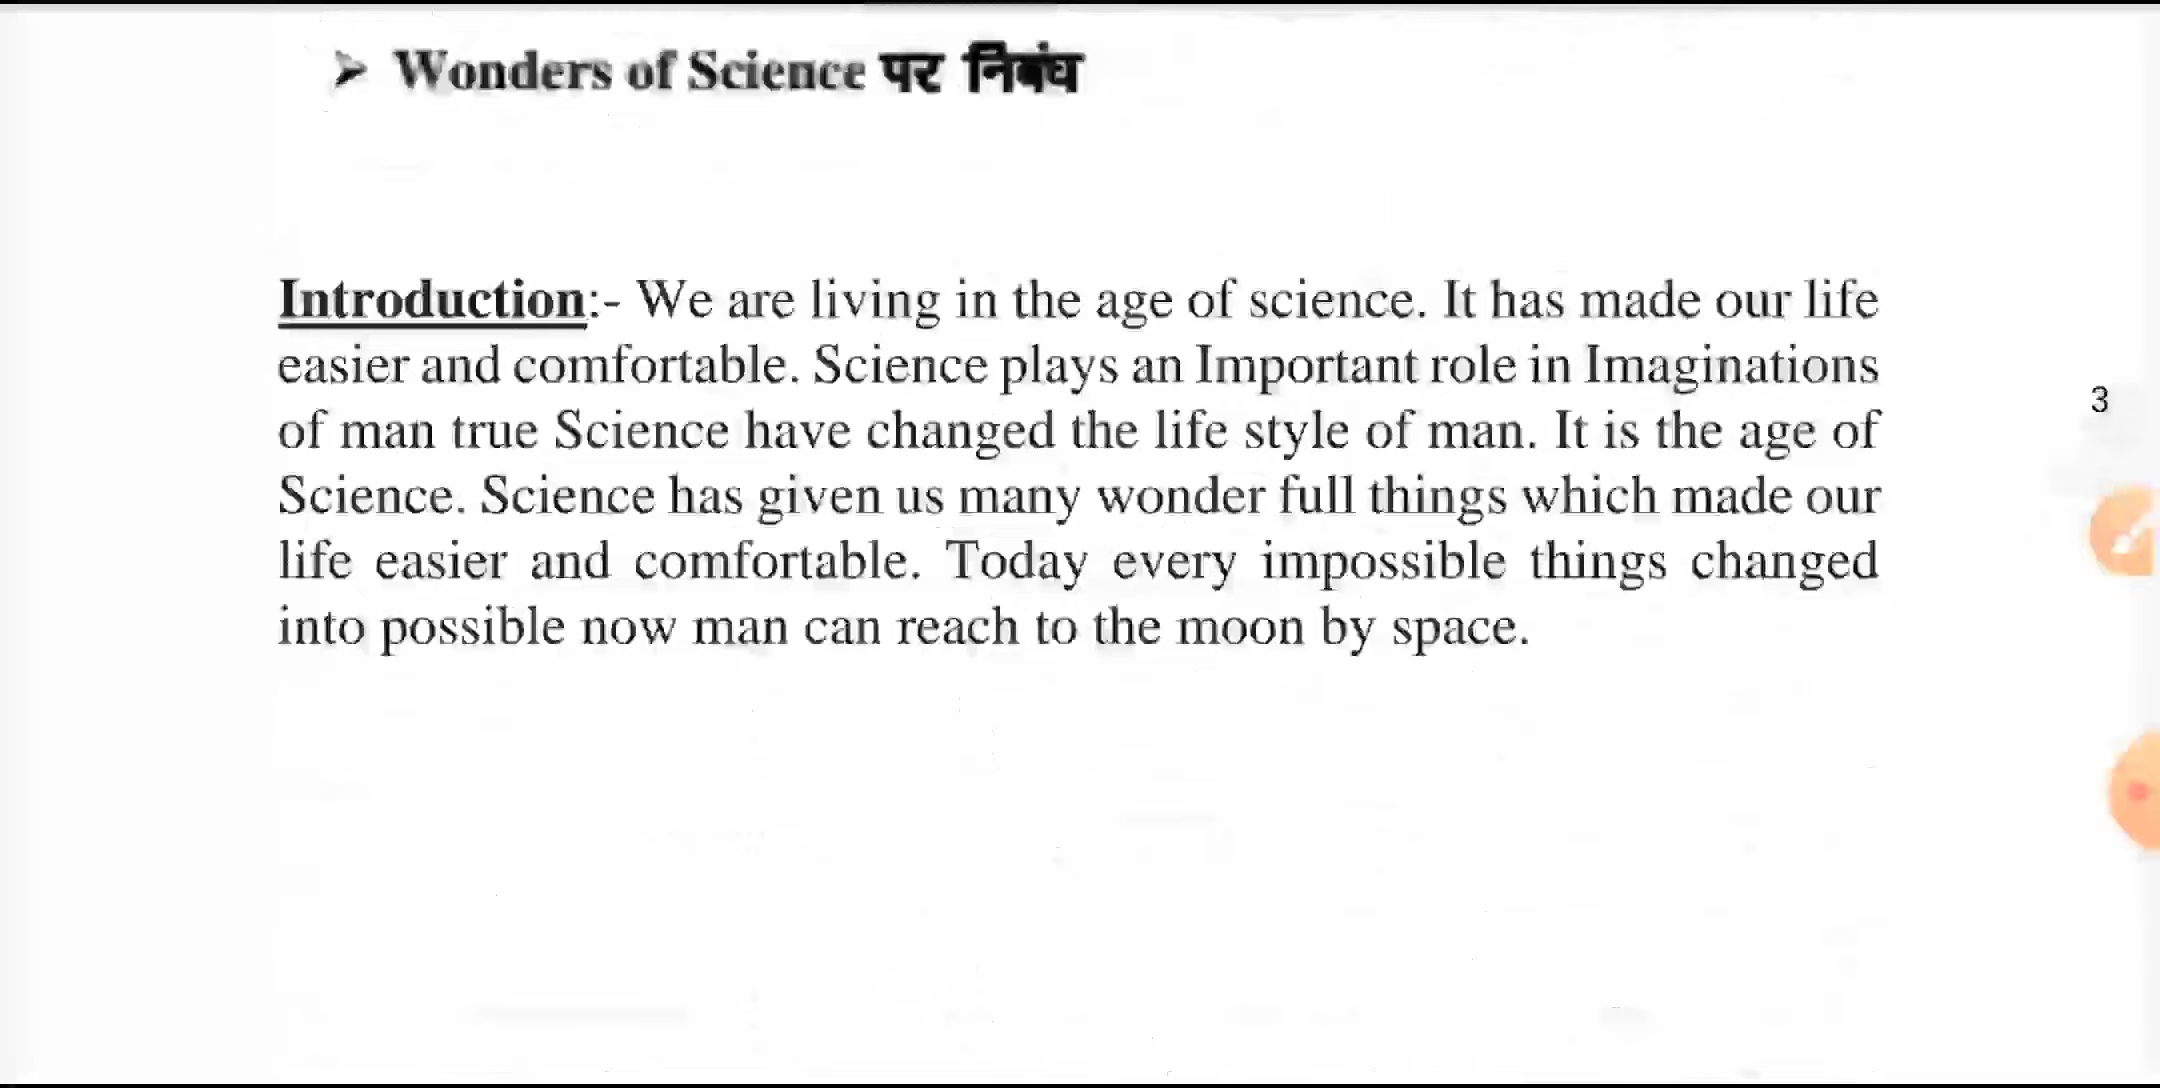 ➢ Wonders of Science पर निबंध
Introduction:- We are living in the age of science. It has made our life
easier and comfortable. Science plays an Important role in Imaginations
of man true Science have changed the life style of man. It is the age of
Science. Science has given us many wonder full things which made our
life easier and comfortable. Today every impossible things changed
into possible now man can reach to the moon by space.
3